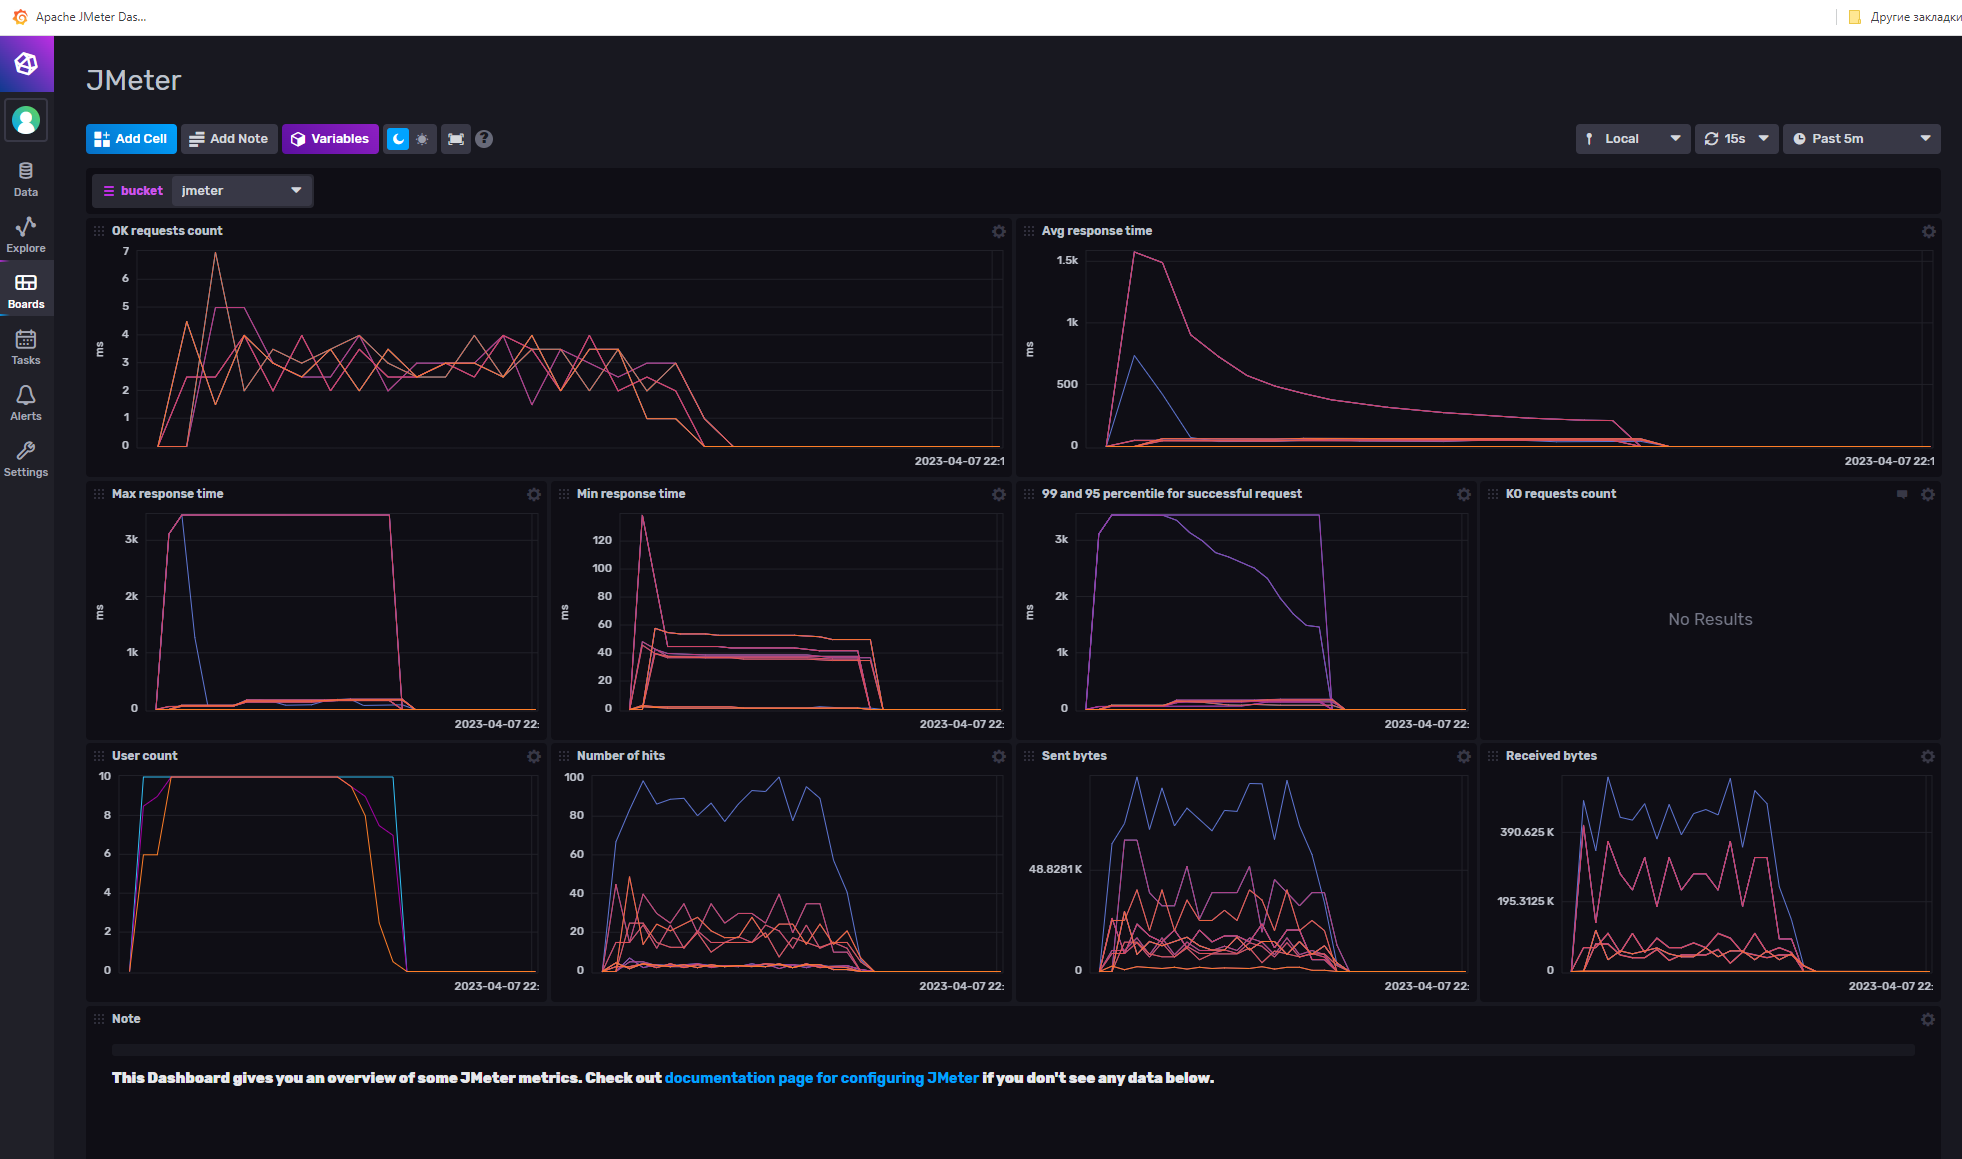 Apache JMeter Das...
Другие закладки
JMeter
Add Cell
Add Note
Variables
?
Local
15s
Past 5m
bucket
jmeter
Data
Explore
Boards
Tasks
Alerts
Settings
OK requests count
7
6
5
4
3
2
1
0
ms
2023-04-07 22:1
Avg response time
1.5k
1k
500
0
ms
2023-04-07 22:1
Max response time
3k
2k
1k
0
ms
2023-04-07 22:
Min response time
120
100
80
60
40
20
0
ms
2023-04-07 22:
99 and 95 percentile for successful request
3k
2k
1k
0
ms
2023-04-07 22:
KO requests count
No Results
User count
10
8
6
4
2
0
2023-04-07 22:
Number of hits
100
80
60
40
20
0
2023-04-07 22:
Sent bytes
48.8281 K
0
2023-04-07 22:
Received bytes
390.625 K
195.3125 K
0
2023-04-07 22:
Note
This Dashboard gives you an overview of some JMeter metrics. Check out documentation page for configuring JMeter if you don't see any data below.